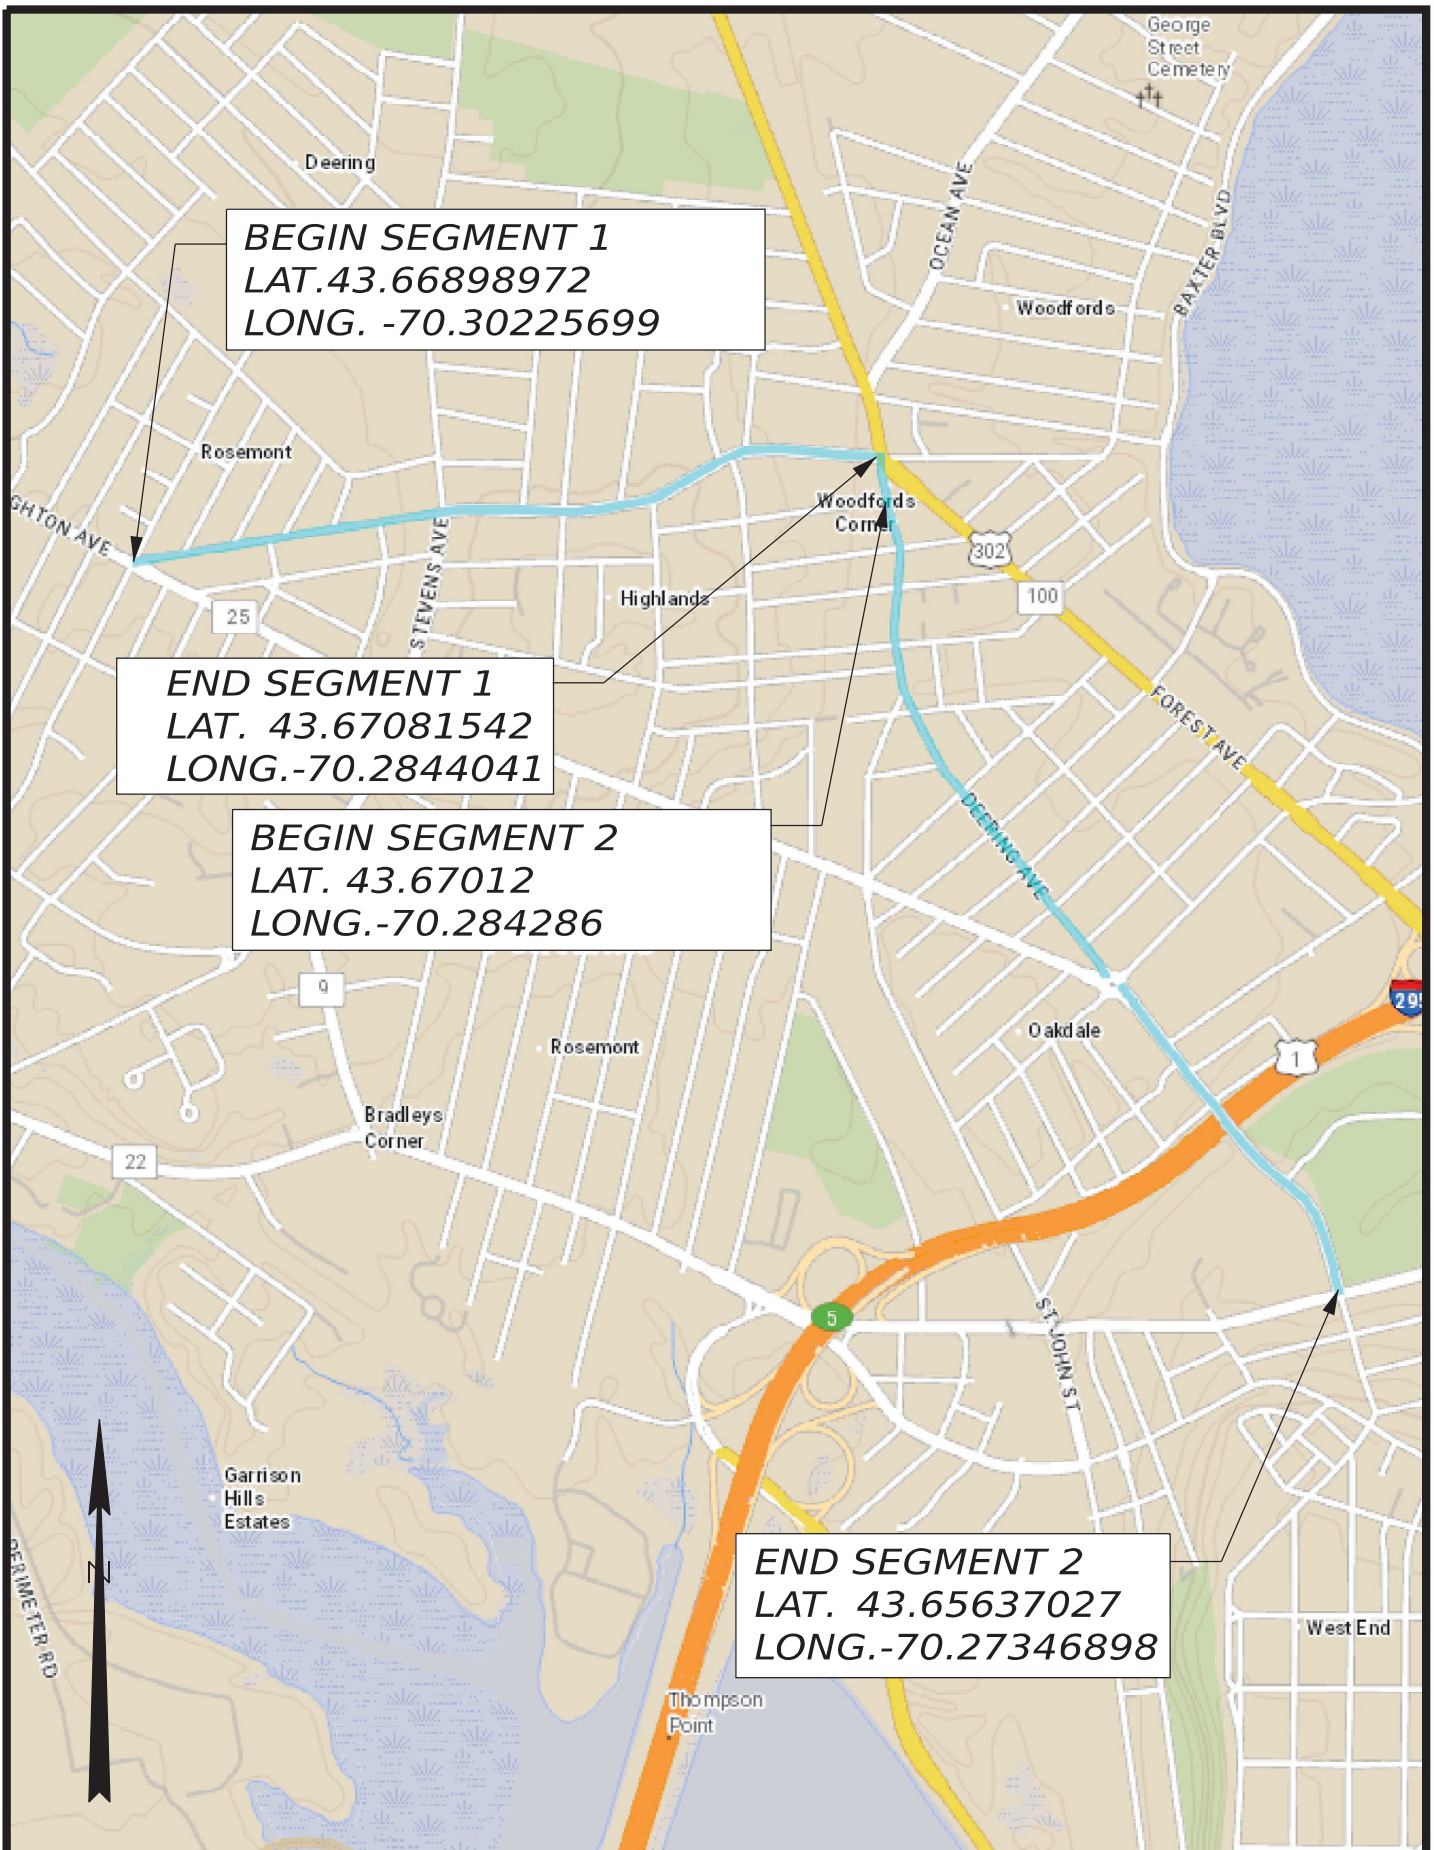 George
Street
Cemetery
Deering
OCEAN AVE
BAXTER BLVD
BEGIN SEGMENT 1
LAT.43.66898972
LONG. -70.30225699
Woodfords
Rosemont
GHTON AVE
Woodfords
Corner
302
100
25
STEVENS AVE
Highlands
END SEGMENT 1
LAT. 43.67081542
LONG.-70.2844041
FOREST AVE
BEGIN SEGMENT 2
LAT. 43.67012
LONG.-70.284286
DEERING AVE
9
295
Oakdale
Rosemont
1
Bradleys
Corner
22
5
ST JOHN ST
Garrison
Hills
Estates
N
PERIMETER RD
END SEGMENT 2
LAT. 43.65637027
LONG.-70.27346898
West End
Thompson
Point